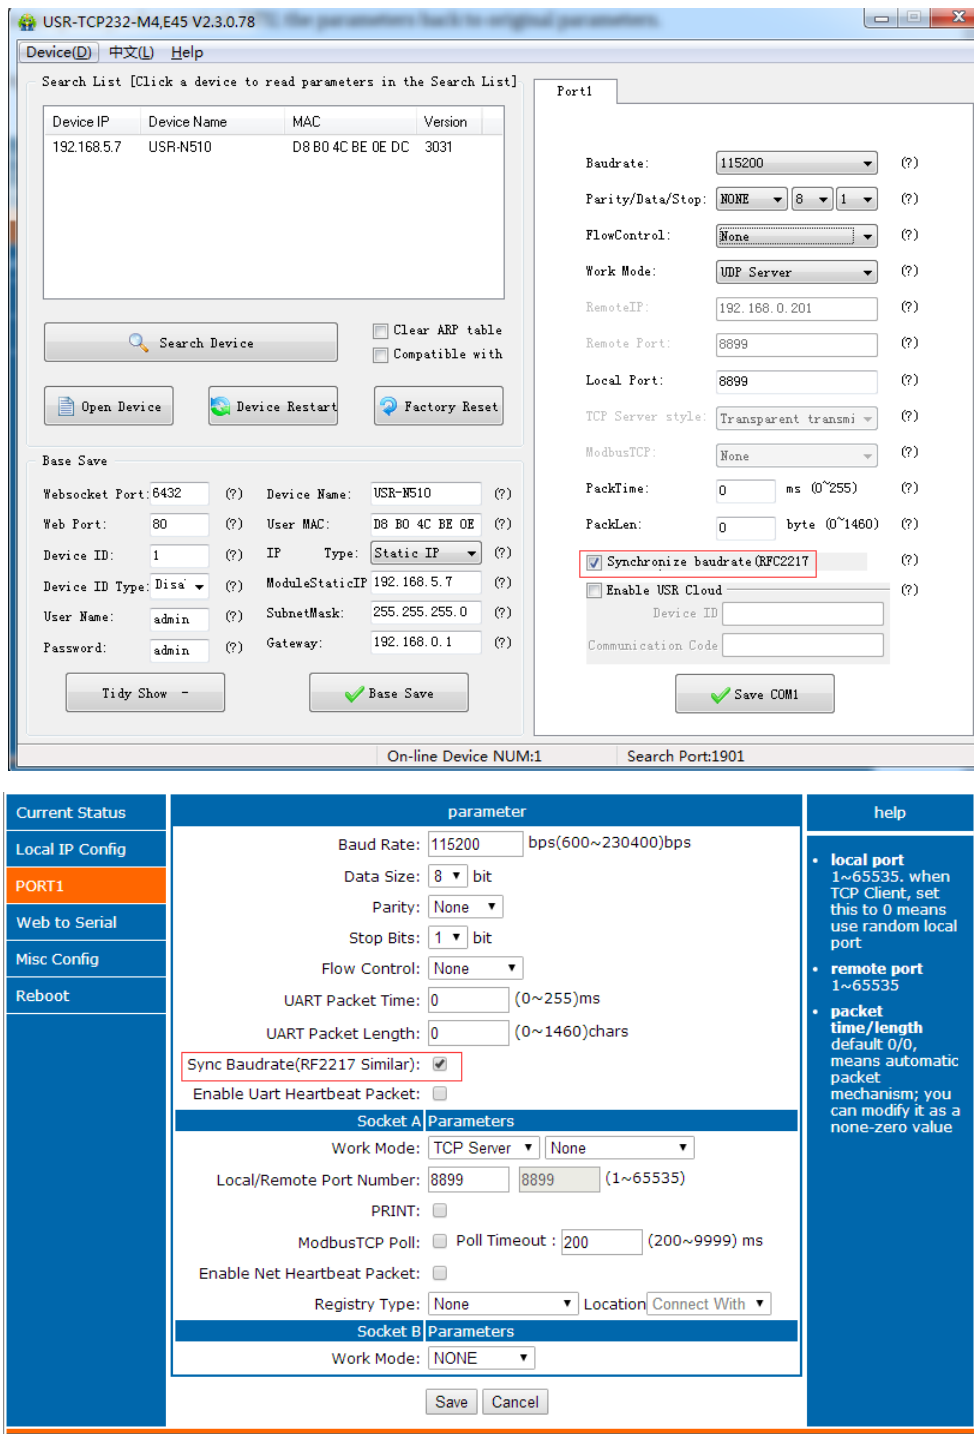 the parameters back to original parameters.
USR-TCP232-M4,E45 V2.3.0.78
Device(D) 中文(L) Help
Search List [Click a device to read parameters in the Search List]
Device IP Device Name MAC Version
192.168.5.7 USR-N510 D8 B0 4C BE 0E DC 3031
Search Device
Clear ARP table
Compatible with
Open Device
Device Restart
Factory Reset
Base Save
Websocket Port: 6432 (?) Device Name: USR-N510 (?)
Web Port: 80 (?) User MAC: D8 B0 4C BE 0E (?)
Device ID: 1 (?) IP Type: Static IP (?)
Device ID Type: Disa (?) ModuleStaticIP 192.168.5.7 (?)
User Name: admin (?) SubnetMask: 255.255.255.0 (?)
Password: admin (?) Gateway: 192.168.0.1 (?)
Tidy Show -
Base Save
Port1
Baudrate: 115200 (?)
Parity/Data/Stop: NONE 8 1 (?)
FlowControl: None (?)
Work Mode: UDP Server (?)
RemoteIP: 192.168.0.201 (?)
Remote Port: 8899 (?)
Local Port: 8899 (?)
TCP Server style: Transparent transmi (?)
ModbusTCP: None (?)
PackTime: 0 ms (0~255) (?)
PackLen: 0 byte (0~1460) (?)
Synchronize baudrate(RFC2217 (?)
Enable USR Cloud (?)
Device ID
Communication Code
Save COM1
On-line Device NUM:1 Search Port:1901
Current Status
Local IP Config
PORT1
Web to Serial
Misc Config
Reboot
parameter
Baud Rate: 115200 bps(600~230400)bps
Data Size: 8 bit
Parity: None
Stop Bits: 1 bit
Flow Control: None
UART Packet Time: 0 (0~255)ms
UART Packet Length: 0 (0~1460)chars
Sync Baudrate(RF2217 Similar):
Enable Uart Heartbeat Packet:
Socket A Parameters
Work Mode: TCP Server None
Local/Remote Port Number: 8899 8899 (1~65535)
PRINT:
ModbusTCP Poll: Poll Timeout : 200 (200~9999) ms
Enable Net Heartbeat Packet:
Registry Type: None Location Connect With
Socket B Parameters
Work Mode: NONE
Save Cancel
help
• local port
1~65535. when
TCP Client, set
this to 0 means
use random local
port
• remote port
1~65535
• packet
time/length
default 0/0,
means automatic
packet
mechanism; you
can modify it as a
none-zero value